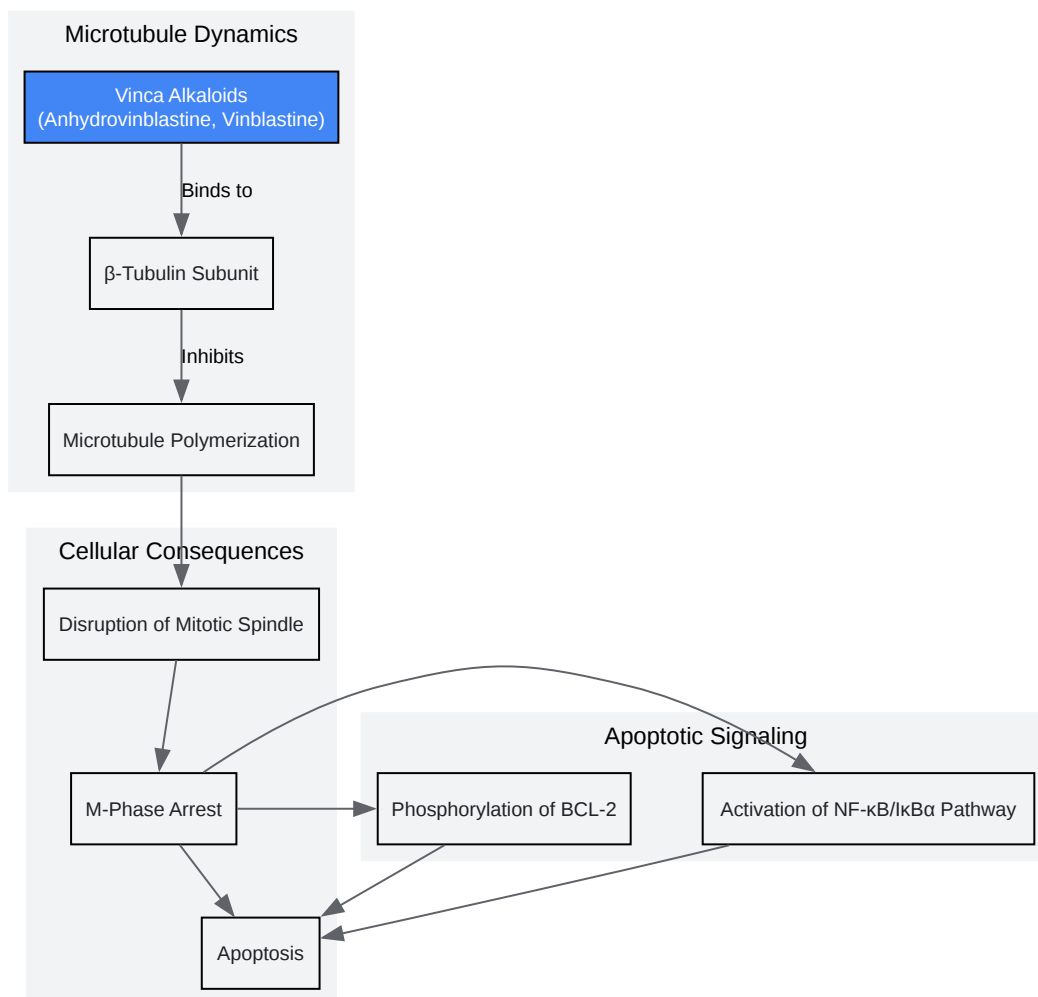 Microtubule Dynamics
Vinca Alkaloids
(Anhydrovinblastine, Vinblastine)
Binds to
β-Tubulin Subunit
Inhibits
Microtubule Polymerization
Cellular Consequences
Disruption of Mitotic Spindle
Apoptotic Signaling
M-Phase Arrest
Phosphorylation of BCL-2
Activation of NF-κB/IκBα Pathway
Apoptosis